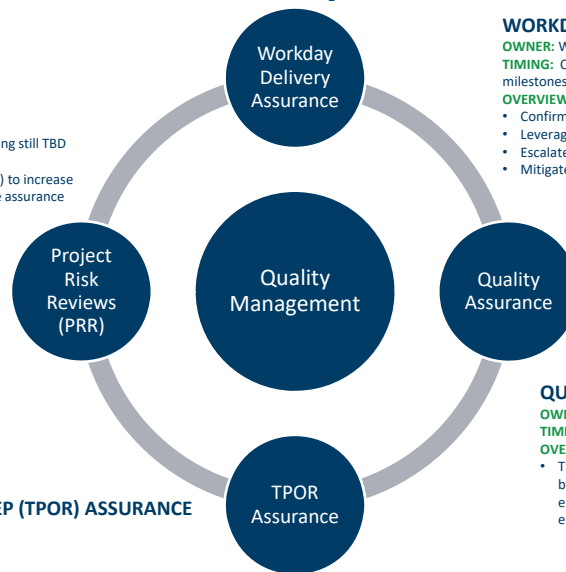 WORKD
OWNER: W
TIMING: C
milestones
OVERVIEW
• Confirm
• Leverag
• Escalate
• Mitigate
Workday
Delivery
Assurance
ng still TBD
) to increase
e assurance
Project
Risk
Reviews
(PRR)
Quality
Management
Quality
Assurance
QU
OWN
TIMI
OVE
• T
b
e
e
TPOR
Assurance
EP (TPOR) ASSURANCE